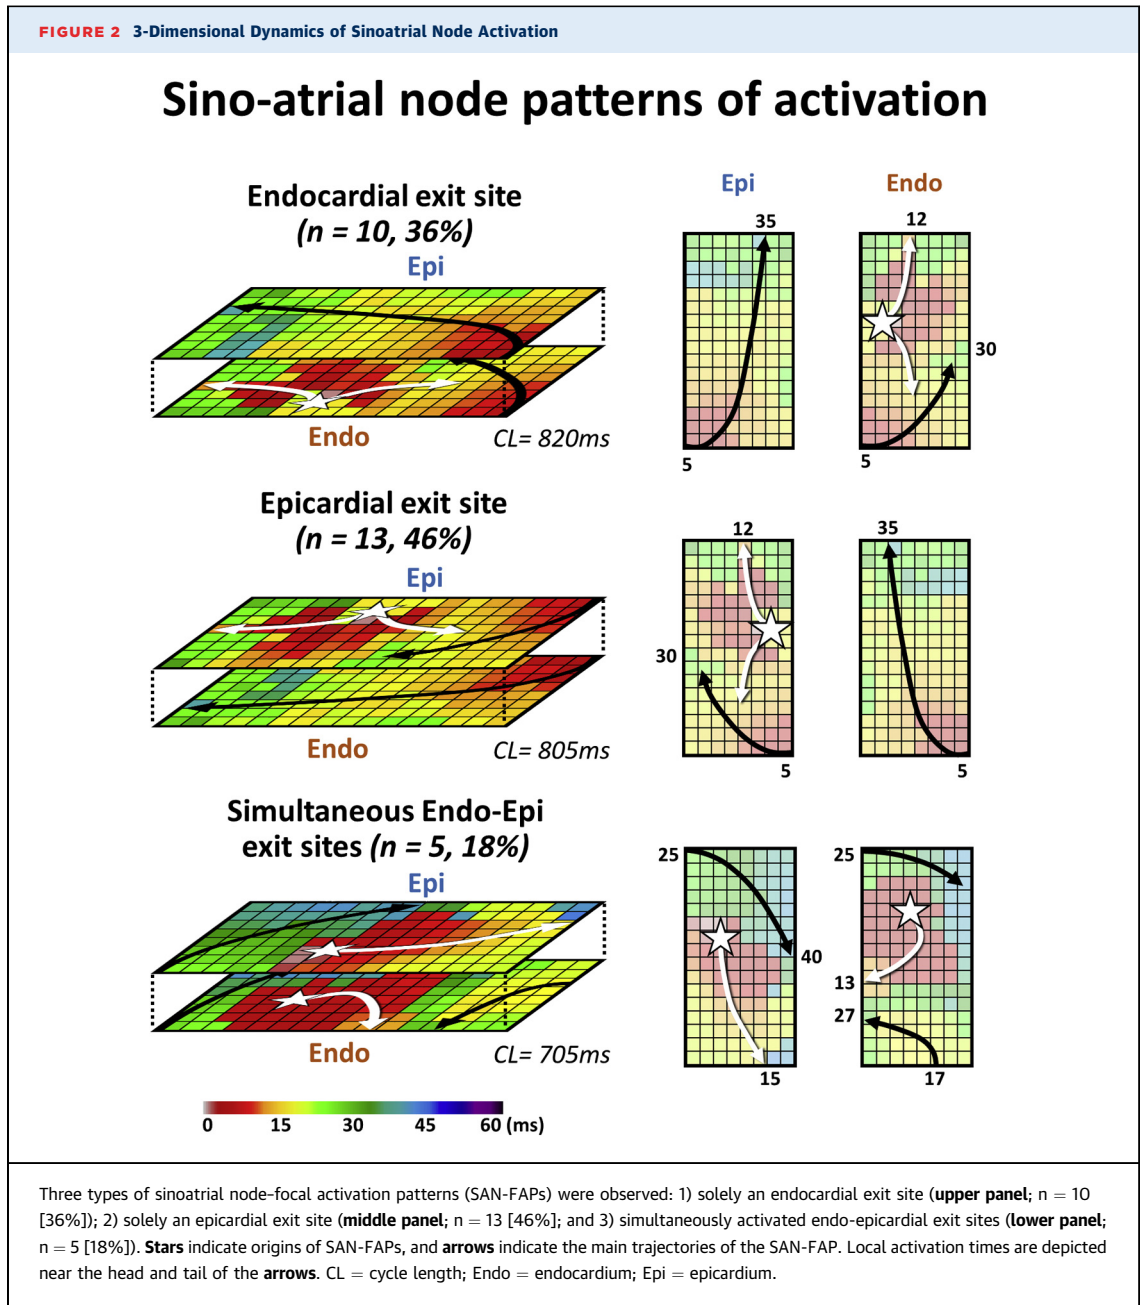 FIGURE 2 3-Dimensional Dynamics of Sinoatrial Node Activation
Sino-atrial node patterns of activation
Endocardial exit site
(n = 10, 36%)
Epi
Endo
CL= 820ms
Epi
Endo
35
12
30
5
5
Epicardial exit site
(n = 13, 46%)
Epi
Endo
CL= 805ms
12
35
30
5
5
Simultaneous Endo-Epi
exit sites (n = 5, 18%)
Epi
Endo
CL= 705ms
25
25
40
13
27
15
17
0 15 30 45 60 (ms)
Three types of sinoatrial node-focal activation patterns (SAN-FAPs) were observed: 1) solely an endocardial exit site (upper panel; n = 10
[36%]); 2) solely an epicardial exit site (middle panel; n = 13 [46%]; and 3) simultaneously activated endo-epicardial exit sites (lower panel;
n = 5 [18%]). Stars indicate origins of SAN-FAPs, and arrows indicate the main trajectories of the SAN-FAP. Local activation times are depicted
near the head and tail of the arrows. CL = cycle length; Endo = endocardium; Epi = epicardium.